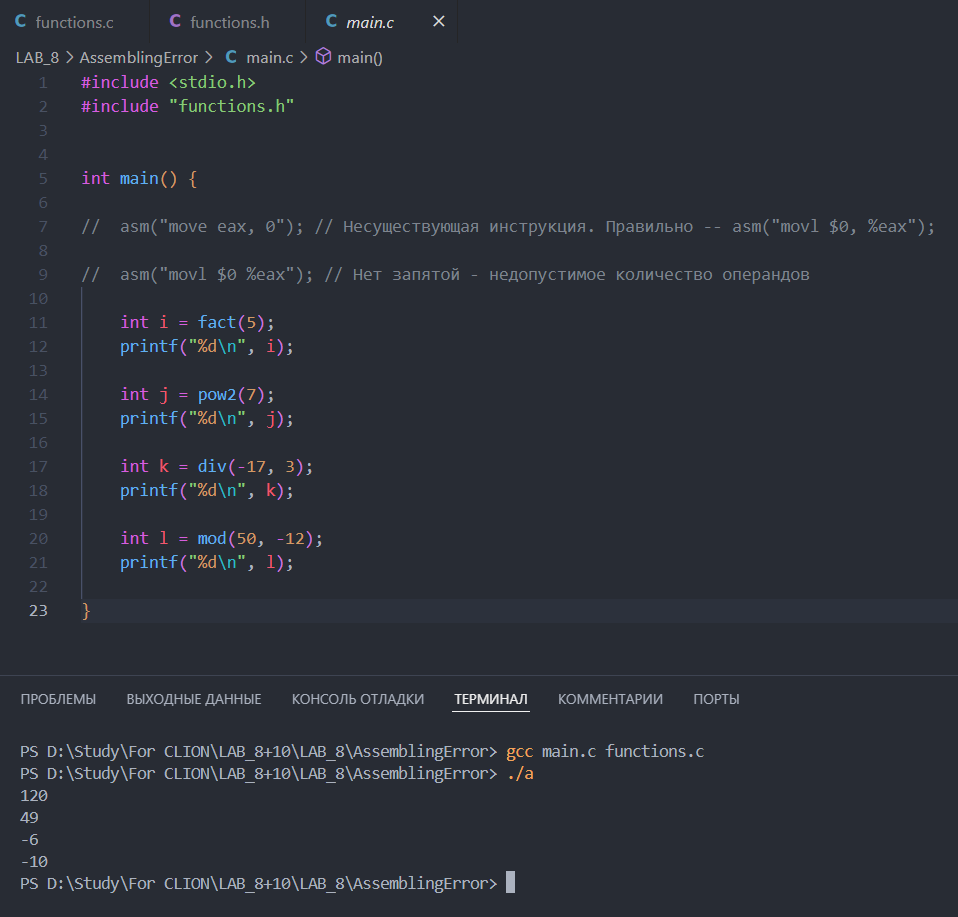 C functions.c C functions.h C main.c ×
LAB_8 > AssemblingError > C main.c > main()
1 #include <stdio.h>
2 #include "functions.h"
3
4
5 int main() {
6
7 //  asm("move eax, 0"); // Несуществующая инструкция. Правильно -- asm("movl $0, %eax");
8
9 //  asm("movl $0 %eax"); // Нет запятой - недопустимое количество операндов
10
11     int i = fact(5);
12     printf("%d\n", i);
13
14     int j = pow2(7);
15     printf("%d\n", j);
16
17     int k = div(-17, 3);
18     printf("%d\n", k);
19
20     int l = mod(50, -12);
21     printf("%d\n", l);
22
23 }
ПРОБЛЕМЫ ВЫХОДНЫЕ ДАННЫЕ КОНСОЛЬ ОТЛАДКИ ТЕРМИНАЛ КОММЕНТАРИИ ПОРТЫ
PS D:\Study\For CLION\LAB_8+10\LAB_8\AssemblingError> gcc main.c functions.c
PS D:\Study\For CLION\LAB_8+10\LAB_8\AssemblingError> ./a
120
49
-6
-10
PS D:\Study\For CLION\LAB_8+10\LAB_8\AssemblingError>